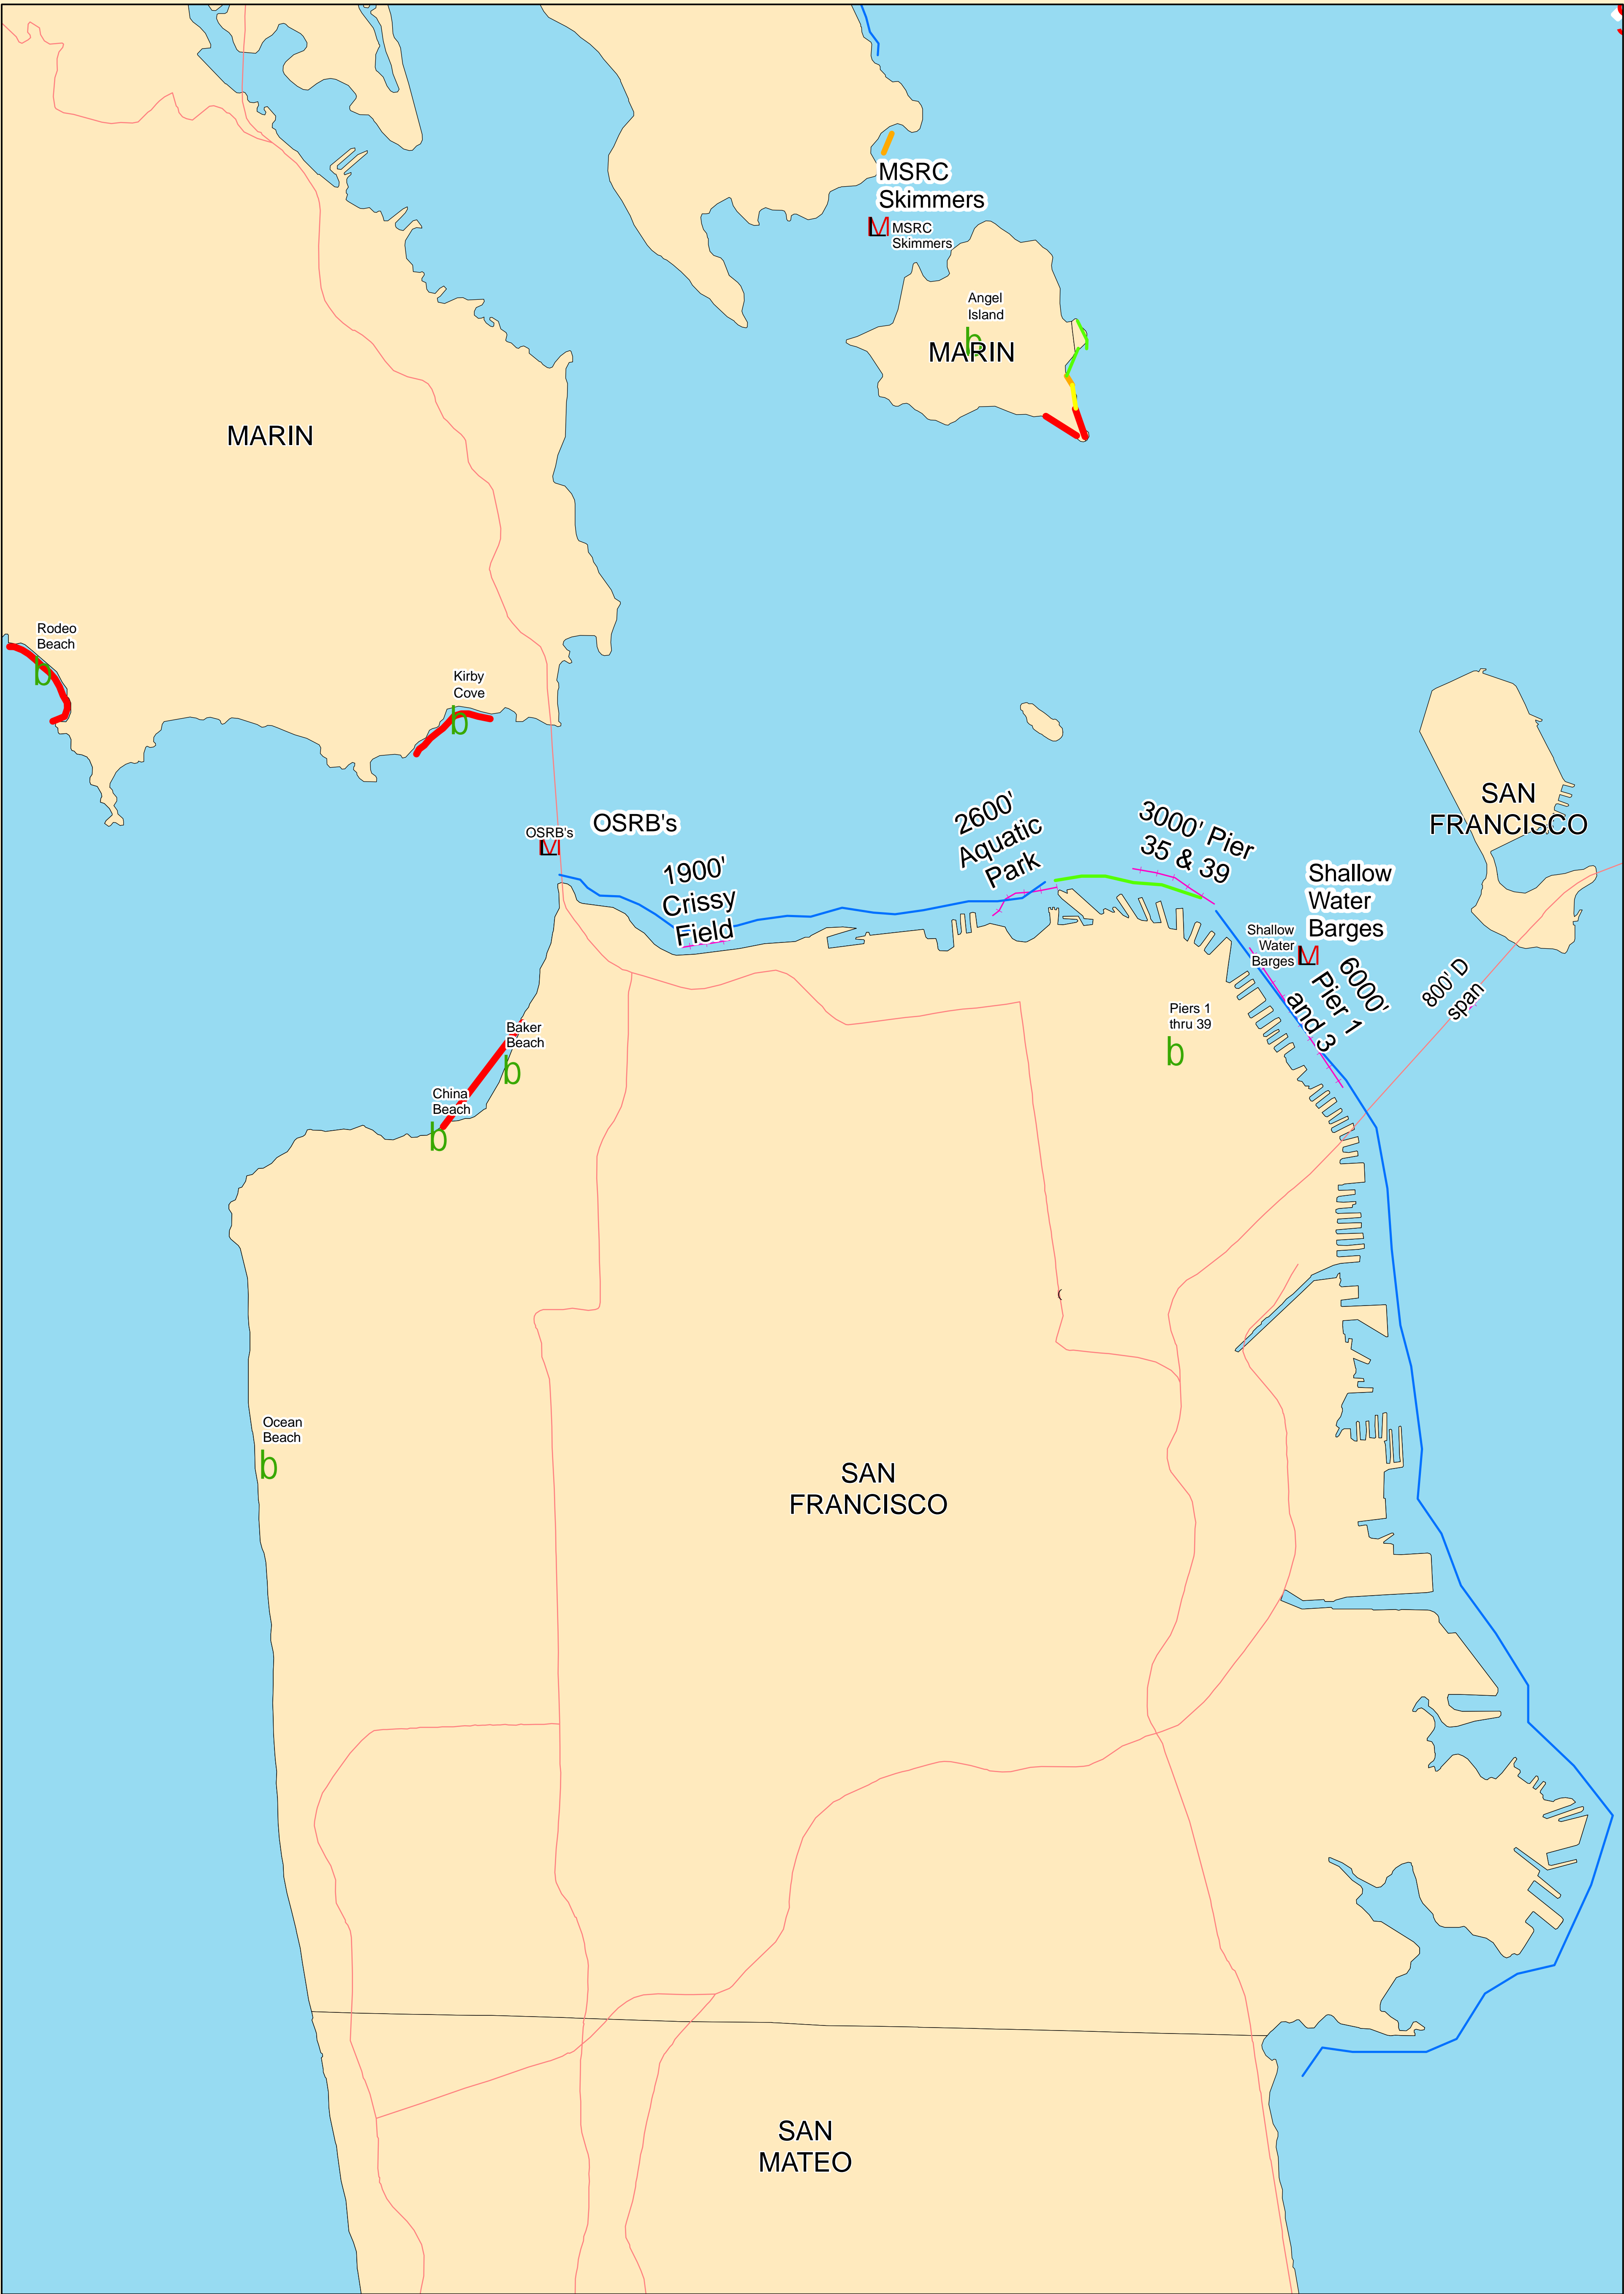 MSRC
Skimmers
M
MSRC
Skimmers
Angel
Island
b
MARIN
MARIN
Rodeo
Beach
b
Kirby
Cove
b
OSRB's
M
OSRB's
1900'
Crissy
Field
2600'
Aquatic
Park
3000' Pier
35 & 39
SAN
FRANCISCO
Shallow
Water
Barges
Shallow
Water
Barges
M
6000'
Pier 1
and 3
800' D
span
Piers 1
thru 39
b
Baker
Beach
b
China
Beach
b
Ocean
Beach
b
SAN
FRANCISCO
SAN
MATEO